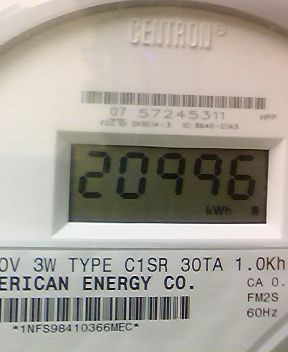 CENTRON®
07 57245311 HPP
20996
kWh
0V 3W TYPE C1SR 30TA 1.0Kh
ERICAN ENERGY CO. CA 0.
FM2S
*1NFS98410366MEC* 60Hz